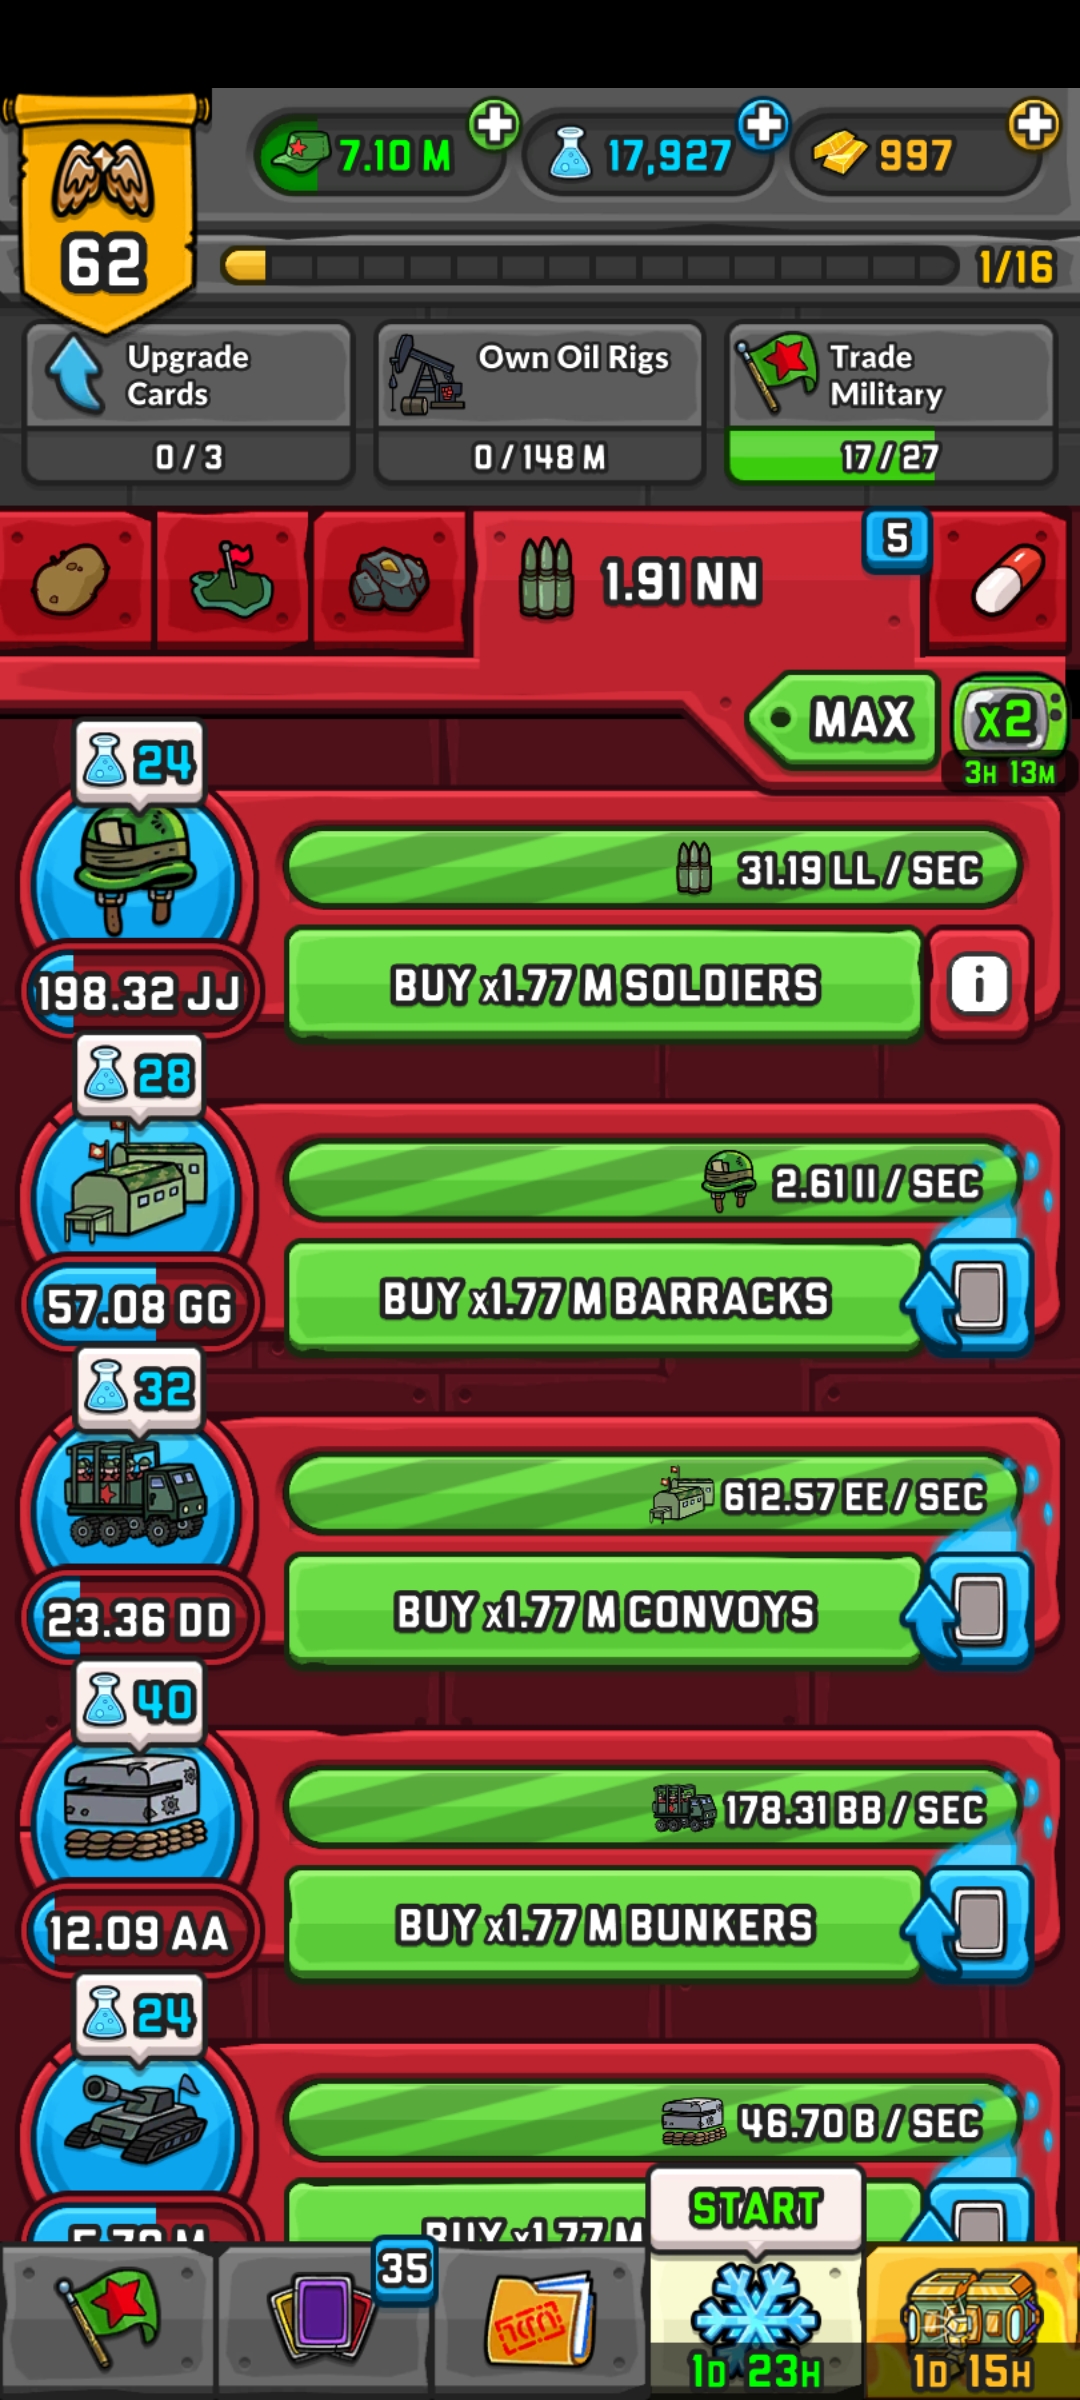 7.10 M
17,927
997
62
1/16
Upgrade
Cards
0 / 3
Own Oil Rigs
0 / 148 M
Trade
Military
17 / 27
1.91 NN
5
MAX
x2
3H 13M
24
31.19 LL / SEC
BUY x1.77 M SOLDIERS
i
198.32 JJ
28
2.61 II / SEC
BUY x1.77 M BARRACKS
57.08 GG
32
612.57 EE / SEC
BUY x1.77 M CONVOYS
23.36 DD
40
178.31 BB / SEC
BUY x1.77 M BUNKERS
12.09 AA
24
46.70 B / SEC
BUY x1.77 M
START
35
1D 23H
1D 15H